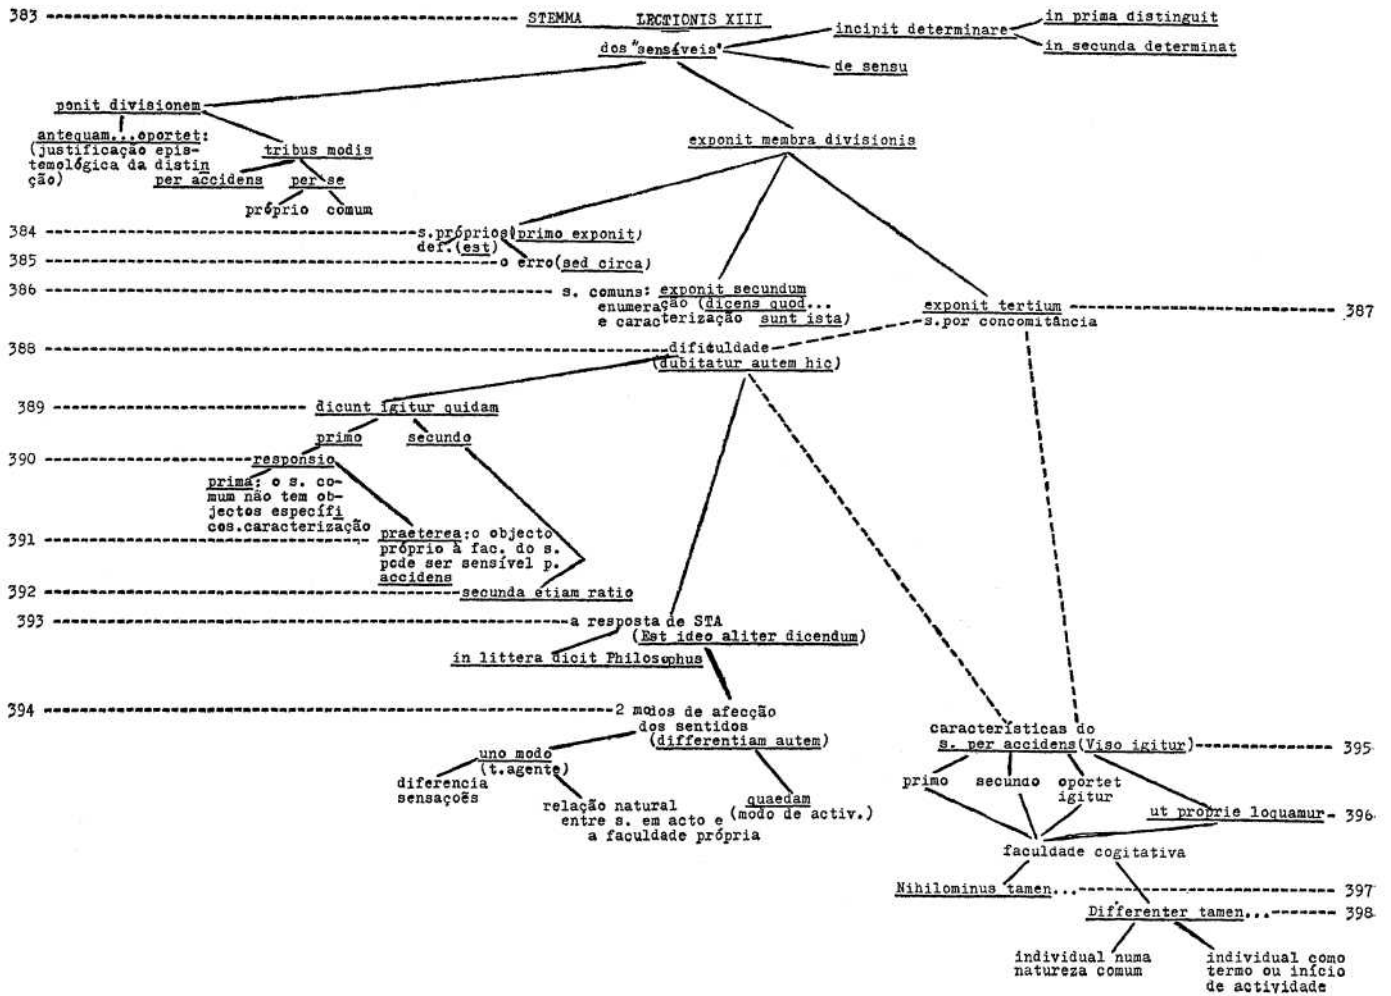 383 STEMMA LECTIONIS XIII
in prima distinguit
incipit determinare
in secunda determinat
dos "sensíveis"
de sensu
ponit divisionem
antequam...oportet:
(justificação epis-
temológica da distin
ção)
tribus modis
per accidens per se
próprio comum
exponit membra divisionis
384 s.próprios(primo exponit)
def.(est)
385 o erro(sed circa)
386 s. comuns: exponit secundum
enumeração (dicens quod...
e caracterização sunt ista)
exponit tertium 387
s.por concomitância
388 dificuldade
(dubitatur autem hic)
389 dicunt igitur quidam
primo secundo
390 responsio
prima: o s. co-
mum não tem ob-
jectos específi
cos.caracterização
391 praeterea:o objecto
próprio à fac. do s.
pode ser sensível p.
accidens
392 secunda etiam ratio
393 a resposta de STA
(Est ideo aliter dicendum)
in littera dicit Philosophus
394 2 modos de afecção
dos sentidos
(differentiam autem)
uno modo
(t.agente)
diferencia
sensações
relação natural
entre s. em acto e
a faculdade própria
quaedam
(modo de activ.)
características do
s. per accidens(Viso igitur) 395
primo secundo oportet
igitur
ut proprie loquamur 396
faculdade cogitativa
Nihilominus tamen... 397
Differenter tamen... 398
individual numa
natureza comum
individual como
termo ou início
de actividade